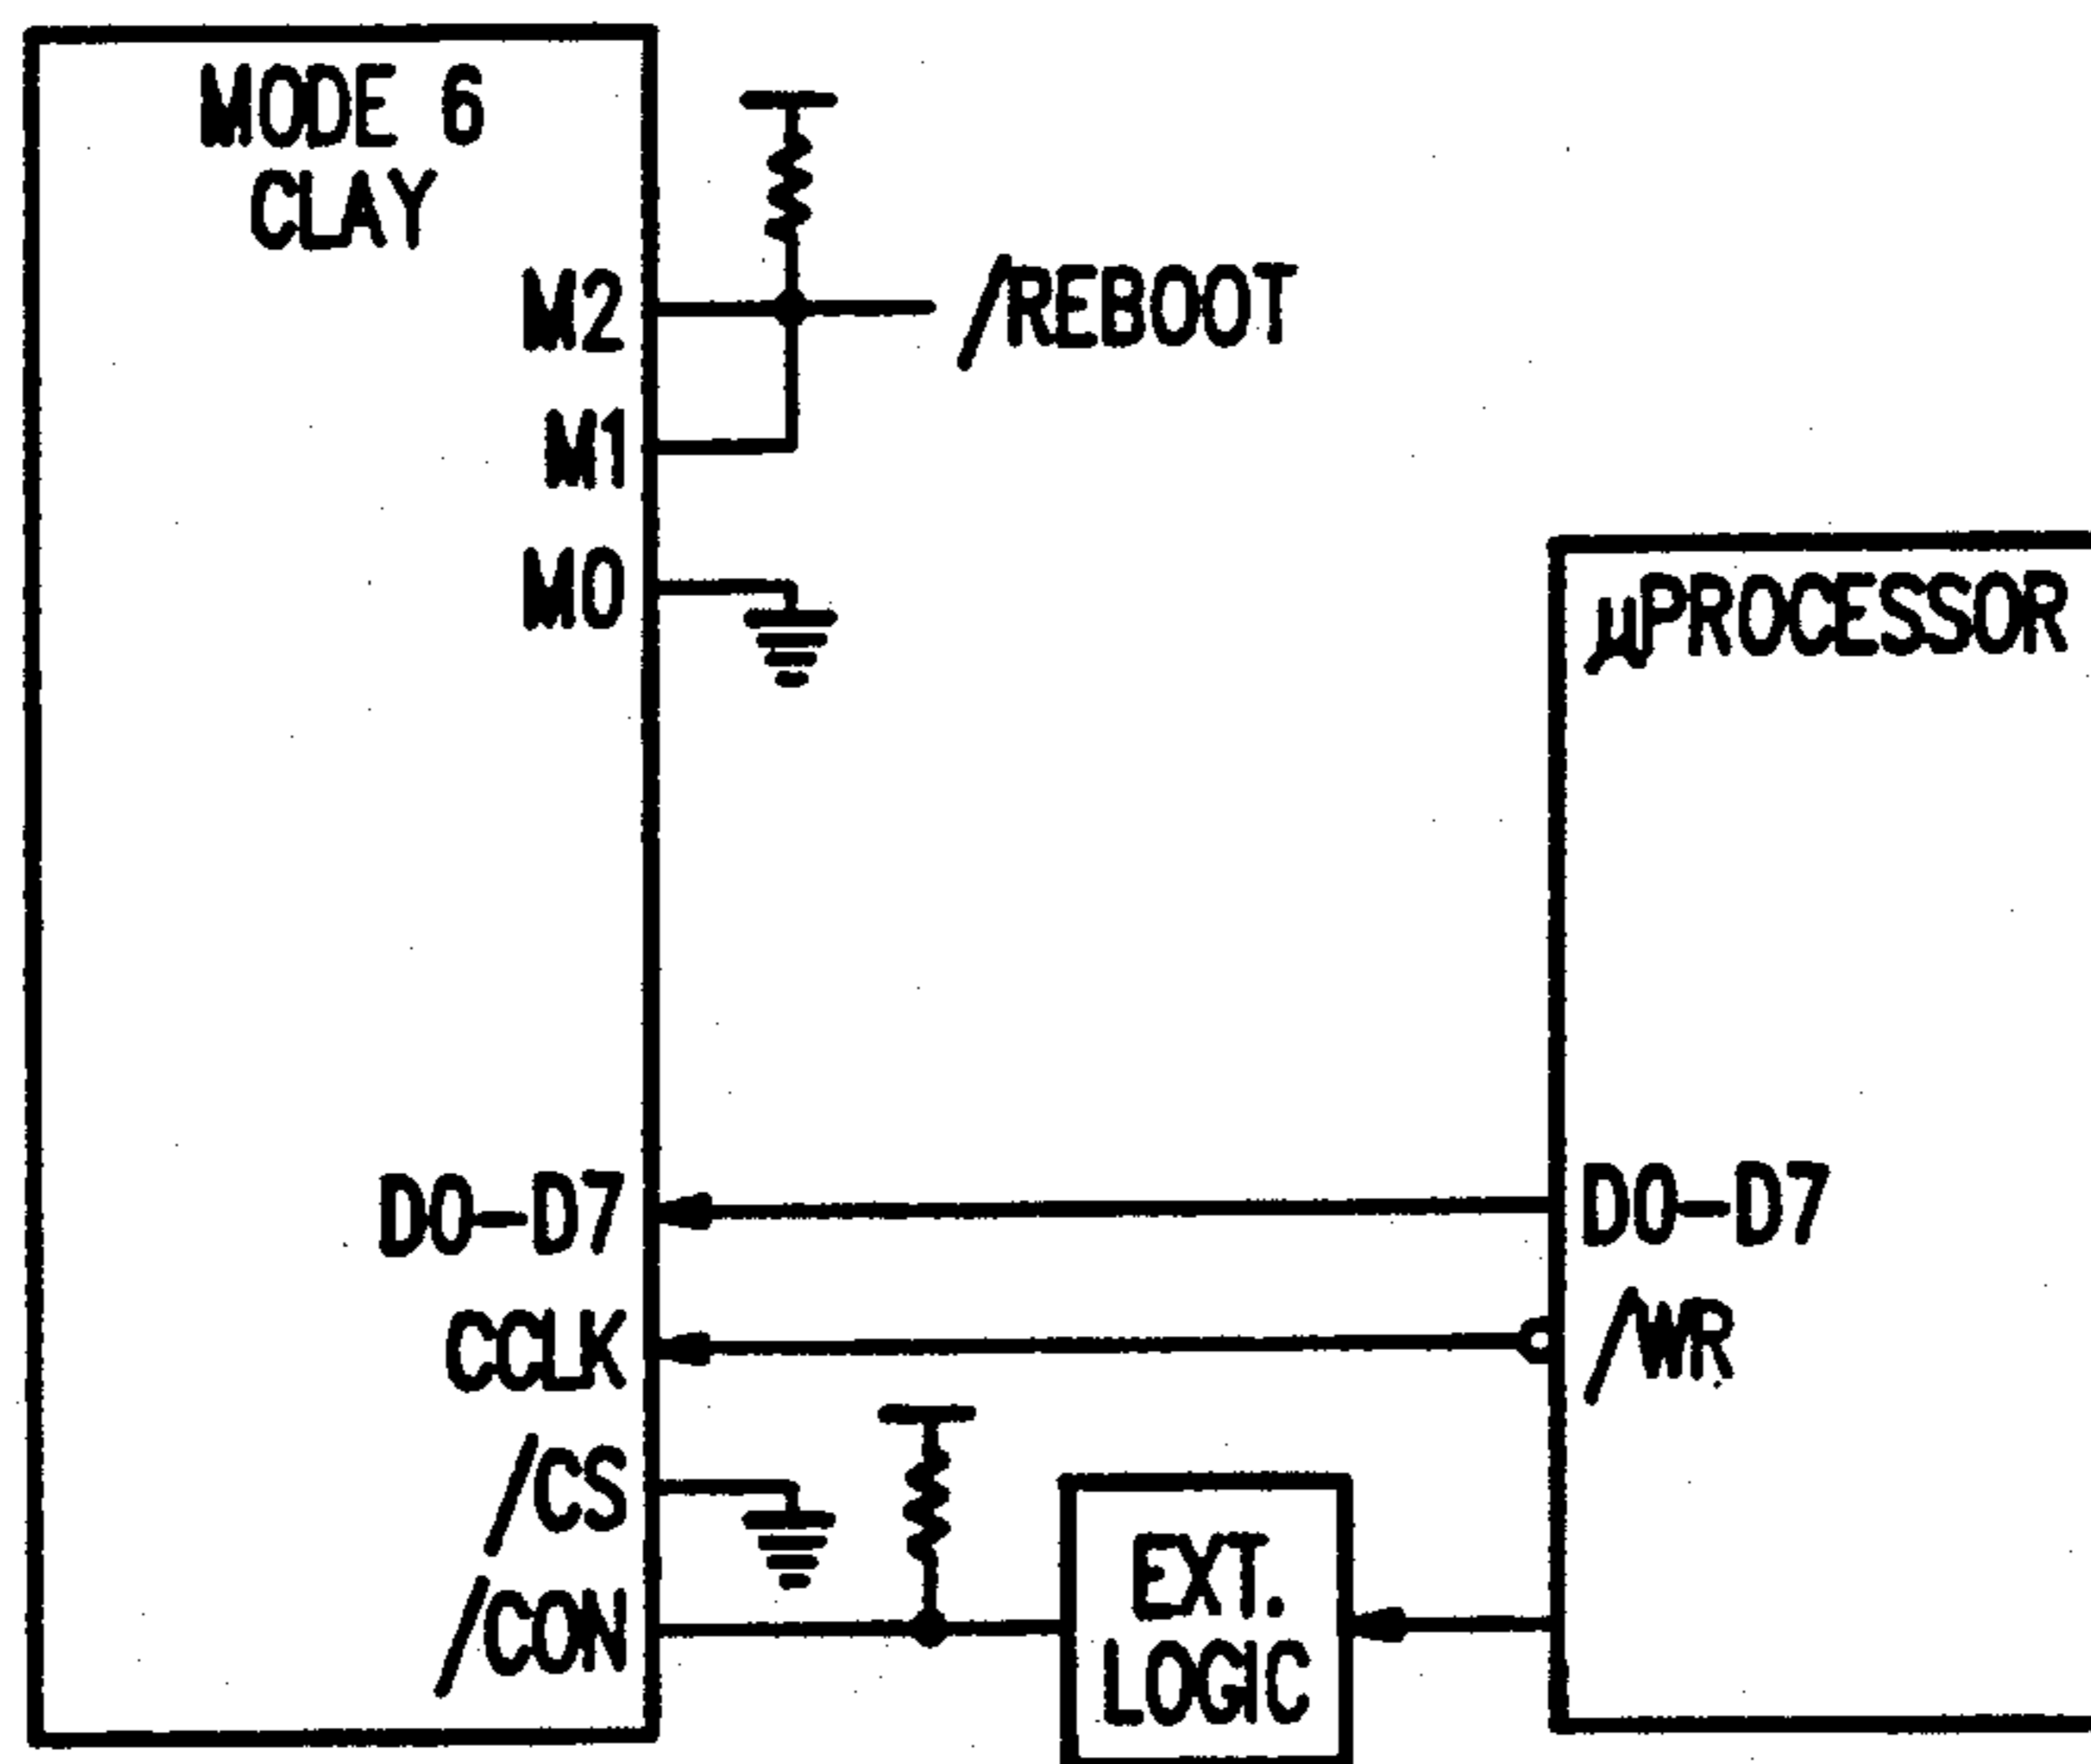 MODE 6
CLAY
M2
/REBOOT
M1
M0
µPROCESSOR
D0-D7
D0-D7
CCLK
/WR
/CS
/CON
EXT.
LOGIC